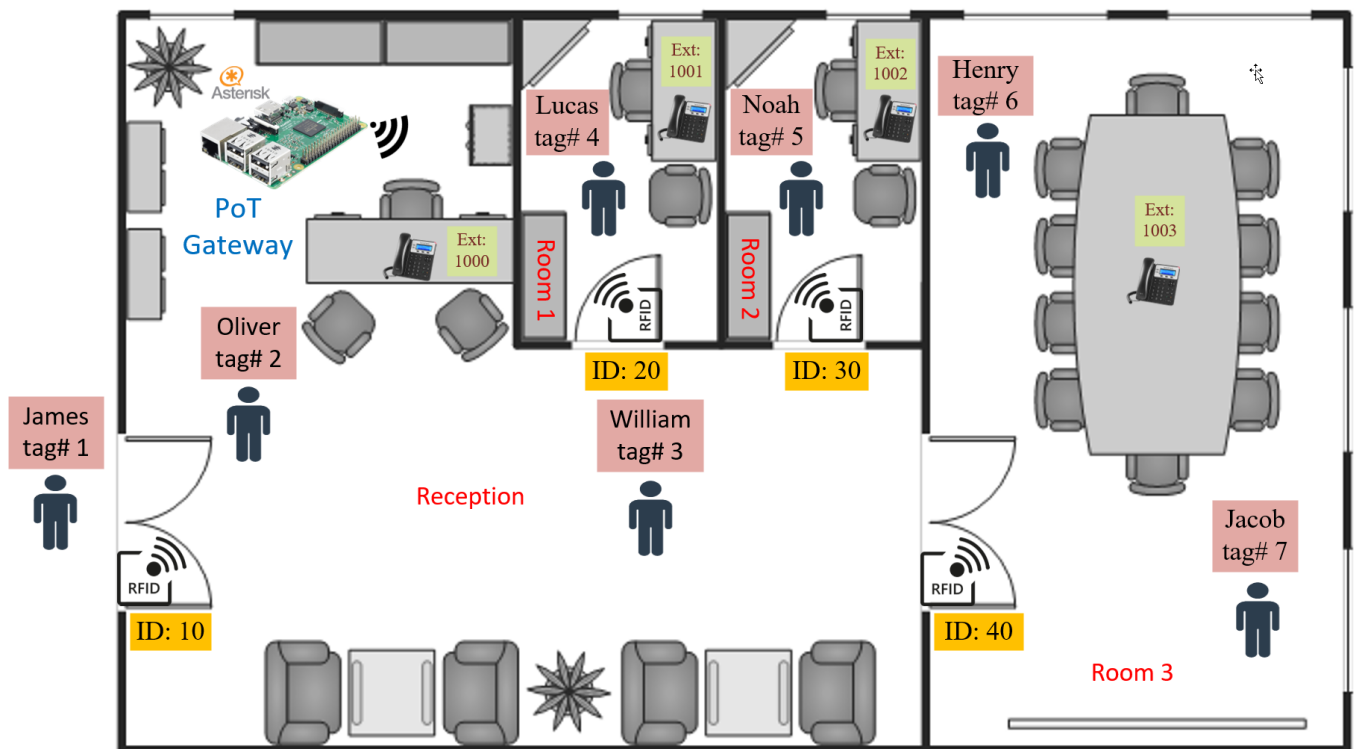 Asterisk
PoT
Gateway
Ext:
1000
Ext:
1001
Ext:
1002
Ext:
1003
Lucas
tag# 4
Noah
tag# 5
Henry
tag# 6
Room 1
Room 2
RFID
RFID
ID: 20
ID: 30
Oliver
tag# 2
James
tag# 1
William
tag# 3
Reception
Jacob
tag# 7
RFID
ID: 10
RFID
ID: 40
Room 3